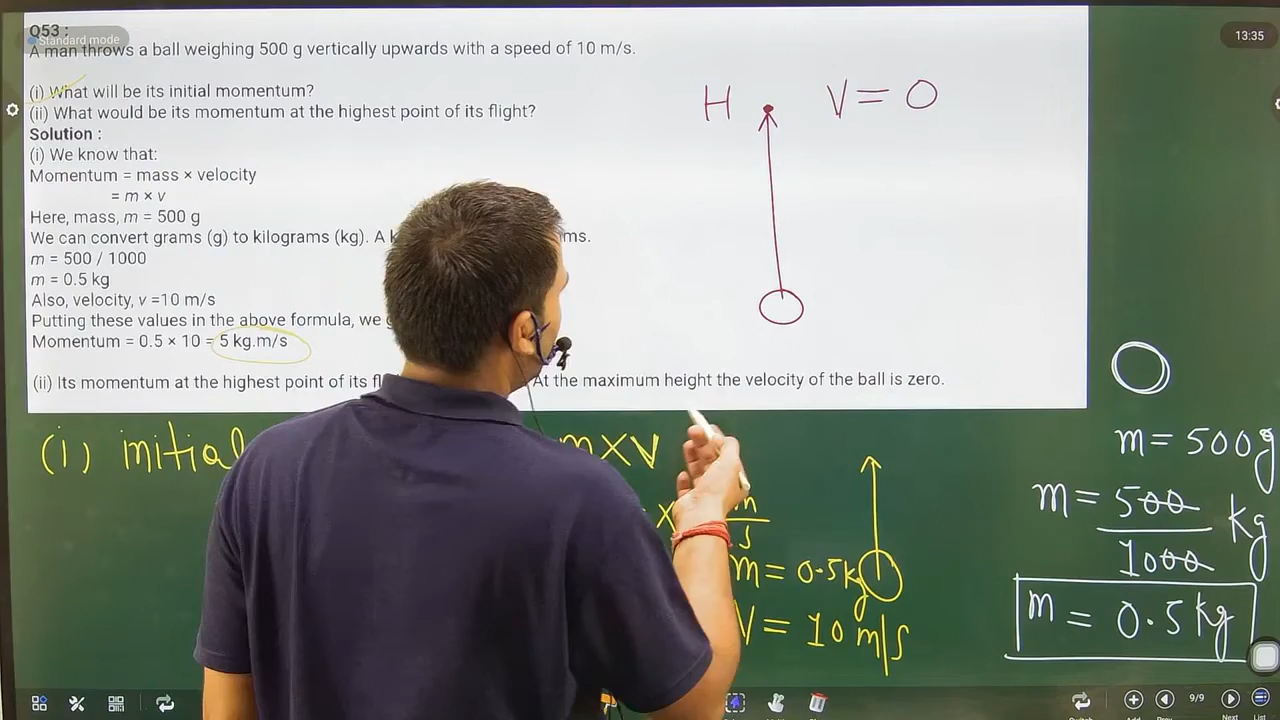 Q53 :
Standard mode
A man throws a ball weighing 500 g vertically upwards with a speed of 10 m/s.
13:35
(i) What will be its initial momentum?
(ii) What would be its momentum at the highest point of its flight?
H V = 0
Solution :
(i) We know that:
Momentum = mass × velocity
= m × v
Here, mass, m = 500 g
We can convert grams (g) to kilograms (kg). A
m = 500 / 1000
m = 0.5 kg
Also, velocity, v =10 m/s
Putting these values in the above formula, we
Momentum = 0.5 × 10 = 5 kg.m/s
(ii) Its momentum at the highest point of its At the maximum height the velocity of the ball is zero.
(i) initial m×v
× m/s
m = 0.5kg
V = 10 m/s
m = 500g
m = 500/1000 kg
m = 0.5kg
9/9